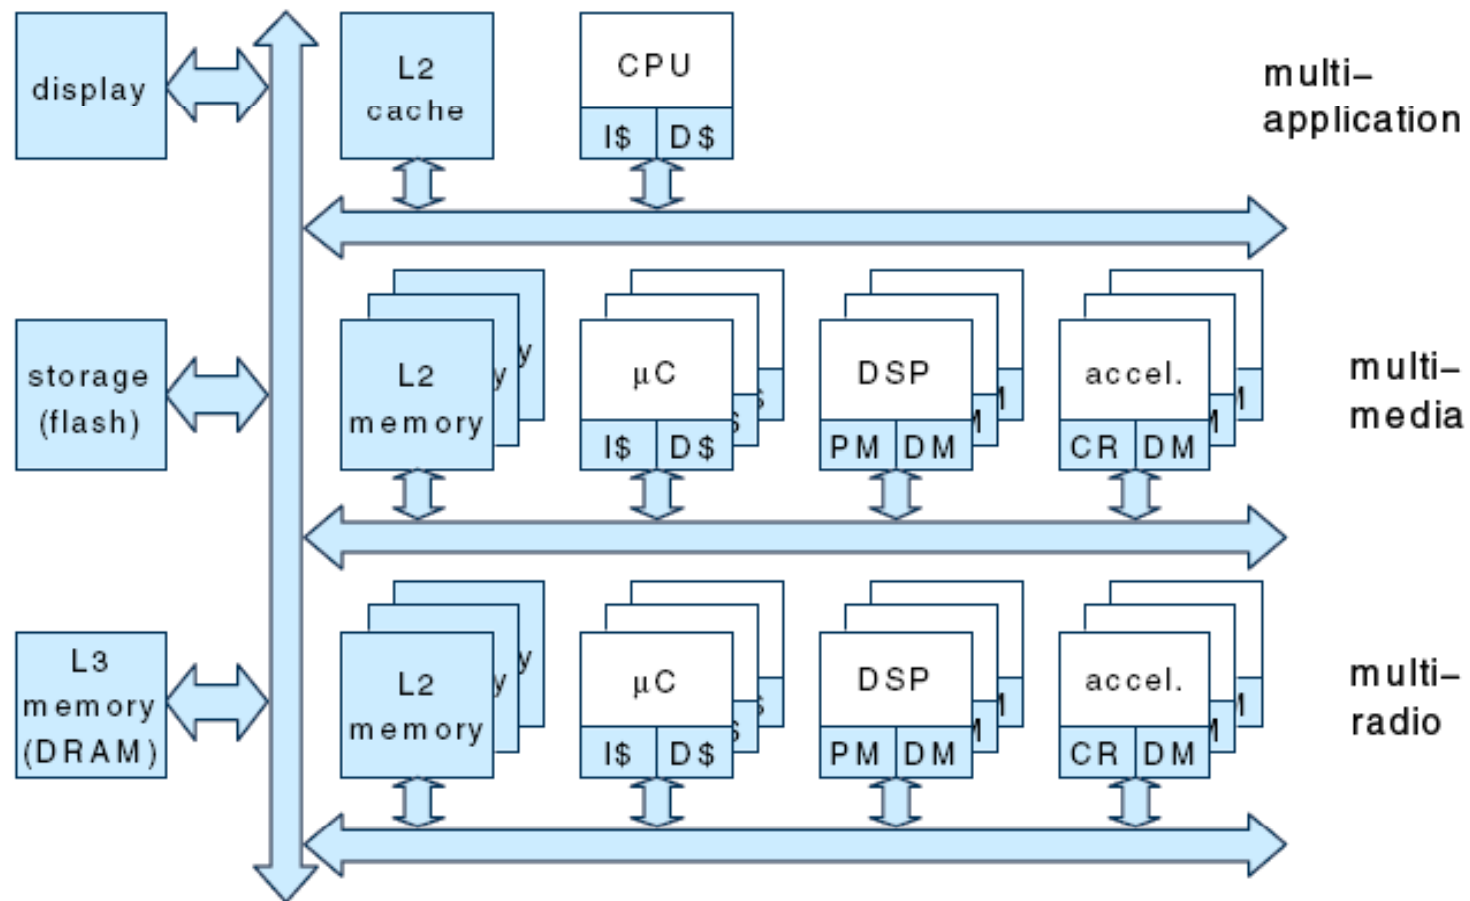 display
L2
cache
CPU
I$ D$
multi–
application
storage
(flash)
y
y
L2
memory
μC
$
$
I$ D$
DSP
M
PM DM
accel.
M
CR DM
multi–
media
L3
memory
(DRAM)
y
y
L2
memory
μC
$
$
I$ D$
DSP
M
PM DM
accel.
M
CR DM
multi–
radio